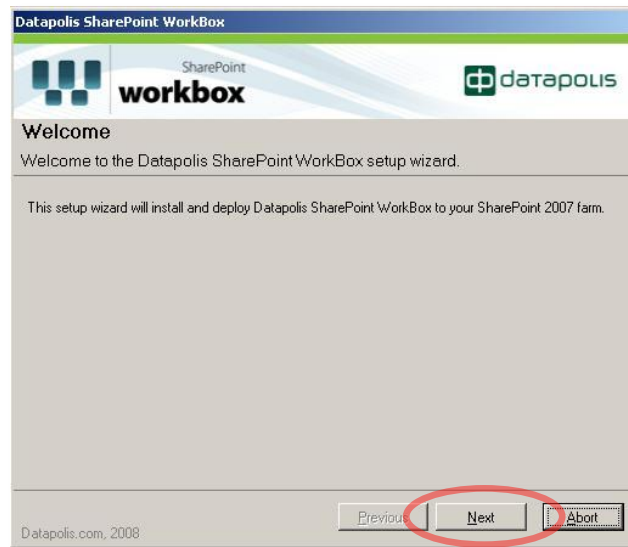 Datapolis SharePoint WorkBox
SharePoint
workbox
datapolis
Welcome
Welcome to the Datapolis SharePoint WorkBox setup wizard.
This setup wizard will install and deploy Datapolis SharePoint WorkBox to your SharePoint 2007 farm.
Previous
Next
Abort
Datapolis.com, 2008